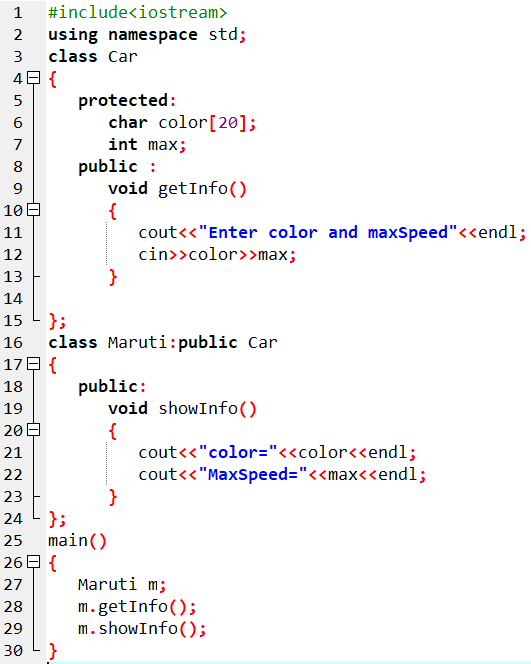 1 #include<iostream>
2 using namespace std;
3 class Car
4 {
5 protected:
6 char color[20];
7 int max;
8 public :
9 void getInfo()
10 {
11 cout<<"Enter color and maxSpeed"<<endl;
12 cin>>color>>max;
13 }
14
15 };
16 class Maruti:public Car
17 {
18 public:
19 void showInfo()
20 {
21 cout<<"color="<<color<<endl;
22 cout<<"MaxSpeed="<<max<<endl;
23 }
24 };
25 main()
26 {
27 Maruti m;
28 m.getInfo();
29 m.showInfo();
30 }